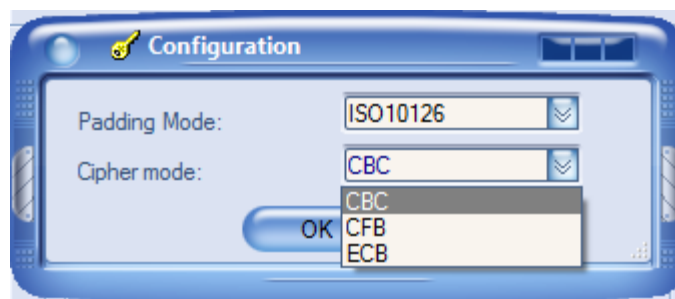 Configuration
Padding Mode: ISO10126
Cipher mode: CBC
CBC
OK CFB
ECB